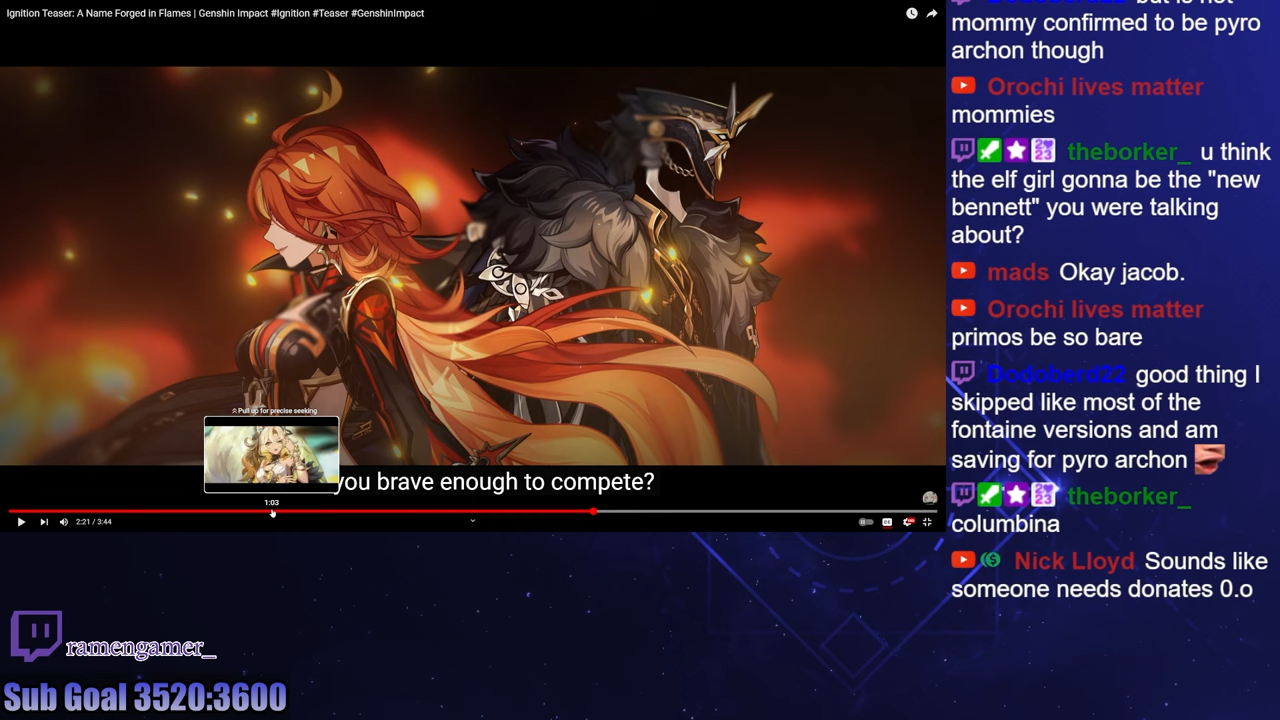 Ignition Teaser: A Name Forged in Flames | Genshin Impact #Ignition #Teaser #GenshinImpact
Pull up for precise seeking
you brave enough to compete?
1:03
2:21 / 3:44
ramengamer_
Sub Goal 3520:3600
mommy confirmed to be pyro
archon though
Orochi lives matter
mommies
theborker_ u think
the elf girl gonna be the "new
bennett" you were talking
about?
mads Okay jacob.
Orochi lives matter
primos be so bare
Dodoberd22 good thing I
skipped like most of the
fontaine versions and am
saving for pyro archon
theborker_
columbina
Nick Lloyd Sounds like
someone needs donates 0.o